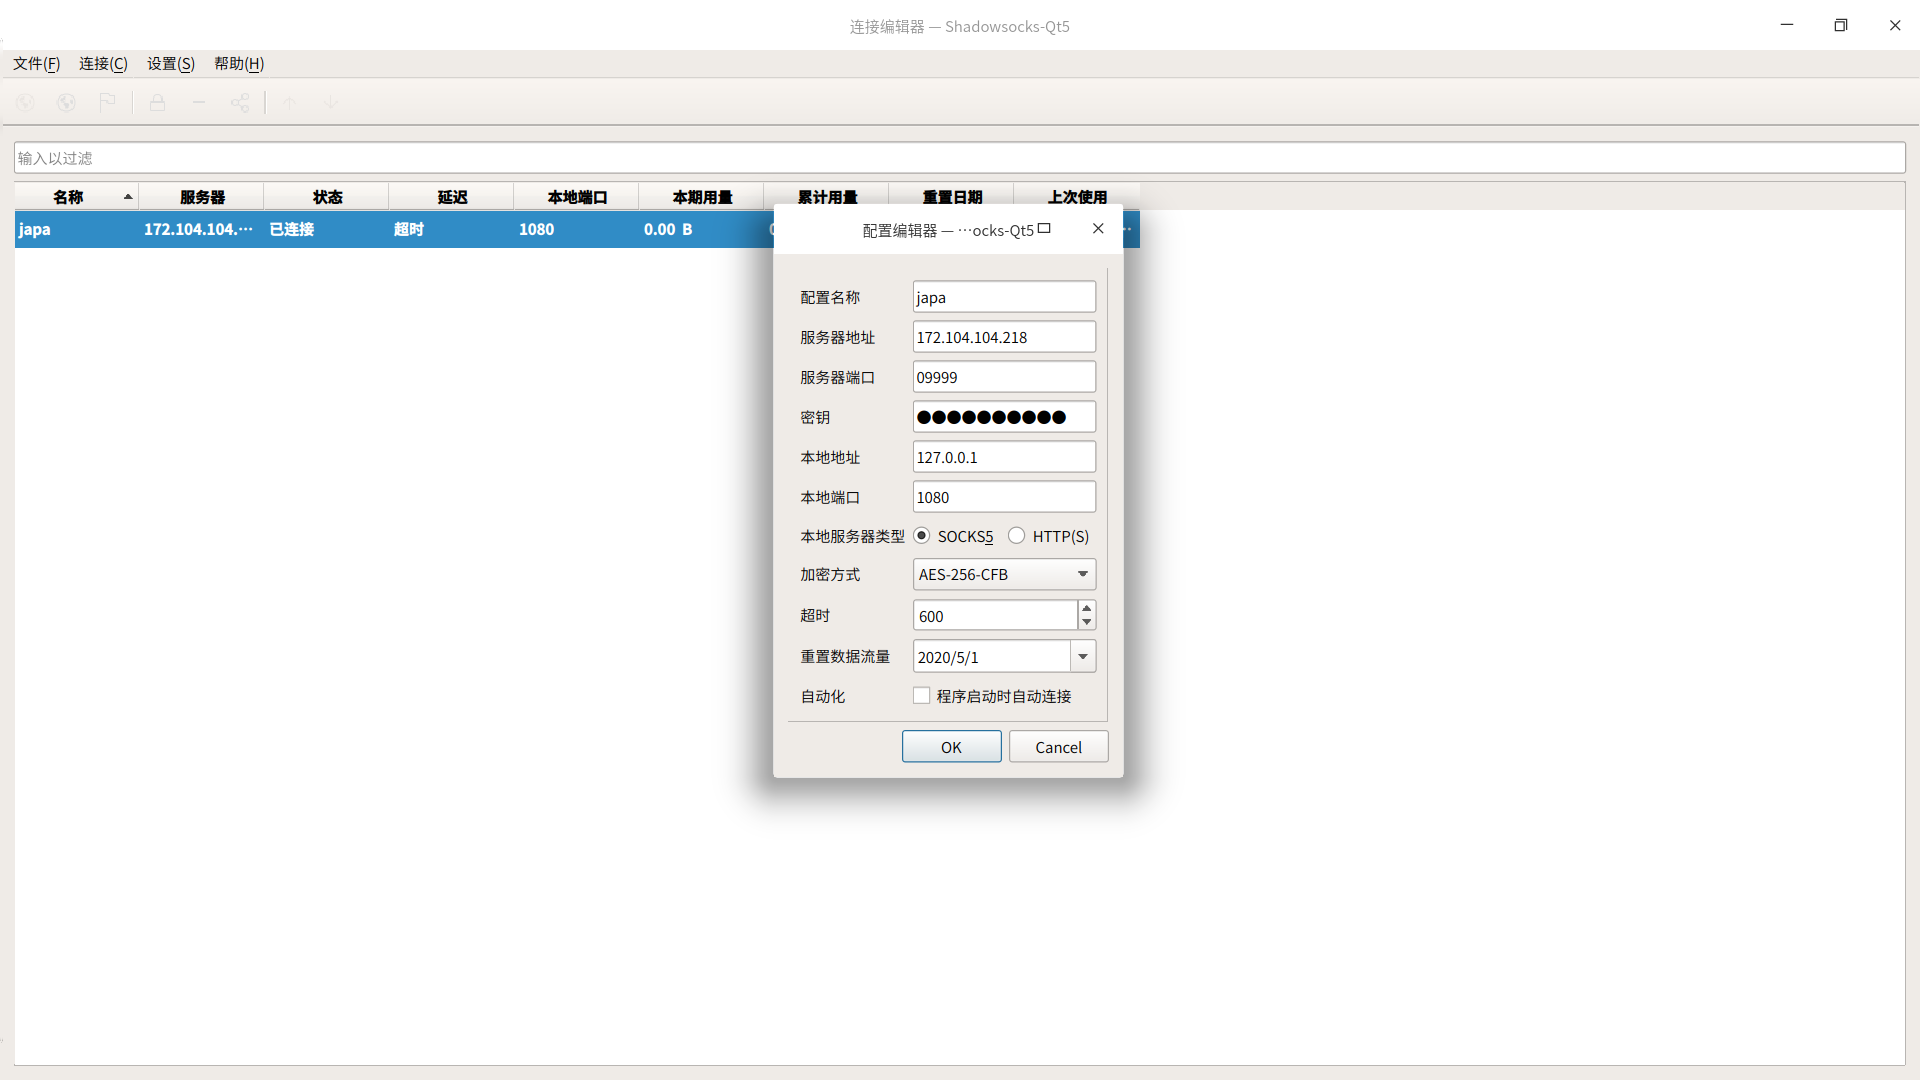 连接编辑器 — Shadowsocks-Qt5
文件(F) 连接(C) 设置(S) 帮助(H)
输入以过滤
名称 服务器 状态 延迟 本地端口 本期用量 累计用量 重置日期 上次使用
japa 172.104.104.··· 已连接 超时 1080 0.00 B
配置编辑器 — ···ocks-Qt5
配置名称 japa
服务器地址 172.104.104.218
服务器端口 09999
密钥 ●●●●●●●●●●
本地地址 127.0.0.1
本地端口 1080
本地服务器类型 SOCKS5 HTTP(S)
加密方式 AES-256-CFB
超时 600
重置数据流量 2020/5/1
自动化 程序启动时自动连接
OK Cancel